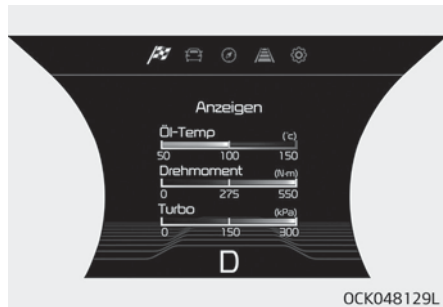 Anzeigen
Öl-Temp (℃)
50 100 150
Drehmoment (N·m)
0 275 550
Turbo (kPa)
0 150 300
D
OCK048129L